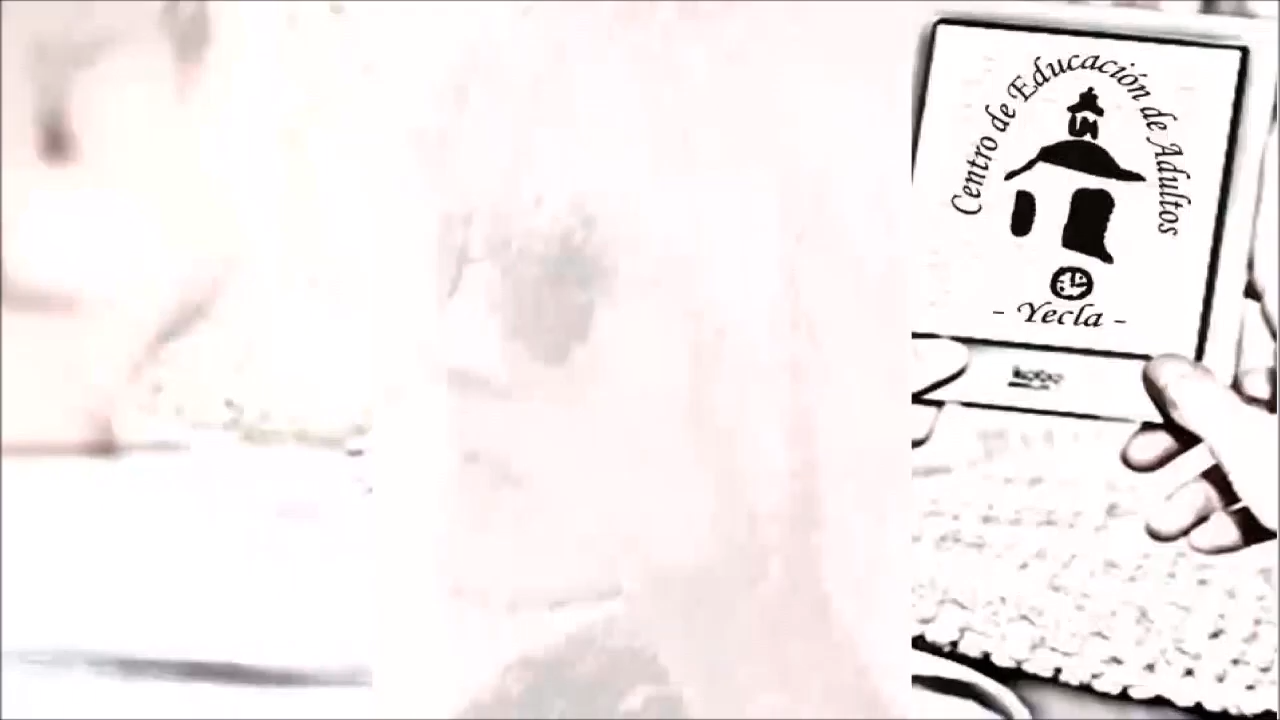 Centro de Educación de Adultos
- Yecla -
kobo